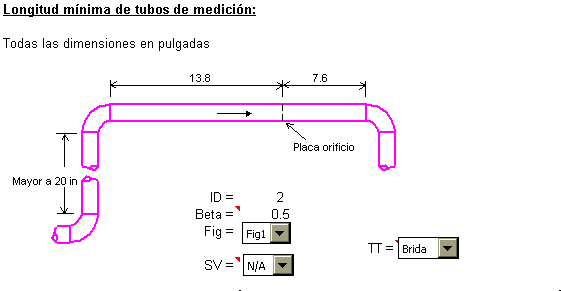 Longitud mínima de tubos de medición:
Todas las dimensiones en pulgadas
13.8
7.6
Placa orificio
Mayor a 20 in
ID = 2
Beta = 0.5
Fig = Fig1
TT = Brida
SV = N/A